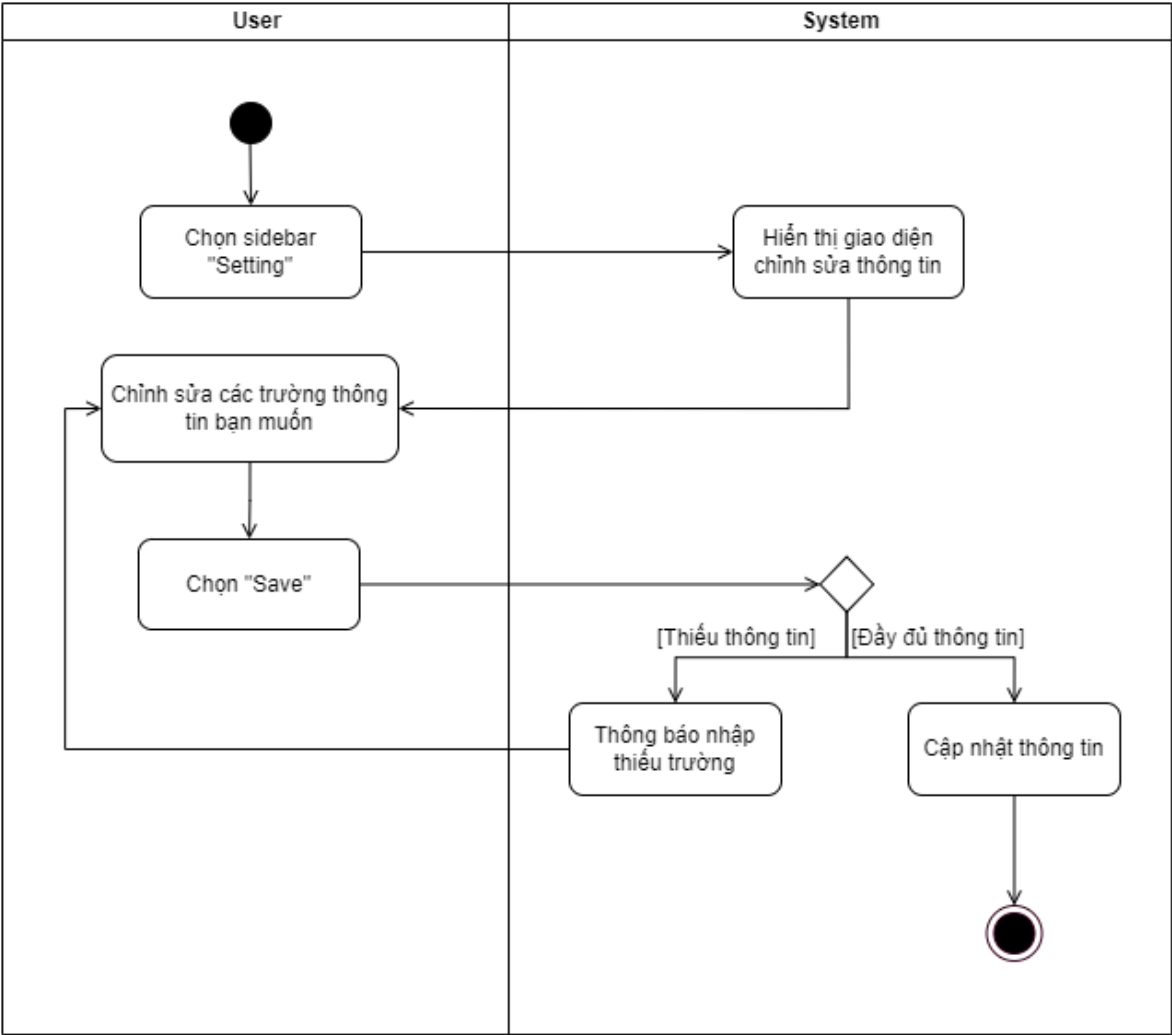 User
System
Chọn sidebar
"Setting"
Hiển thị giao diện
chỉnh sửa thông tin
Chỉnh sửa các trường thông
tin bạn muốn
Chọn "Save"
[Thiếu thông tin]
[Đầy đủ thông tin]
Thông báo nhập
thiếu trường
Cập nhật thông tin